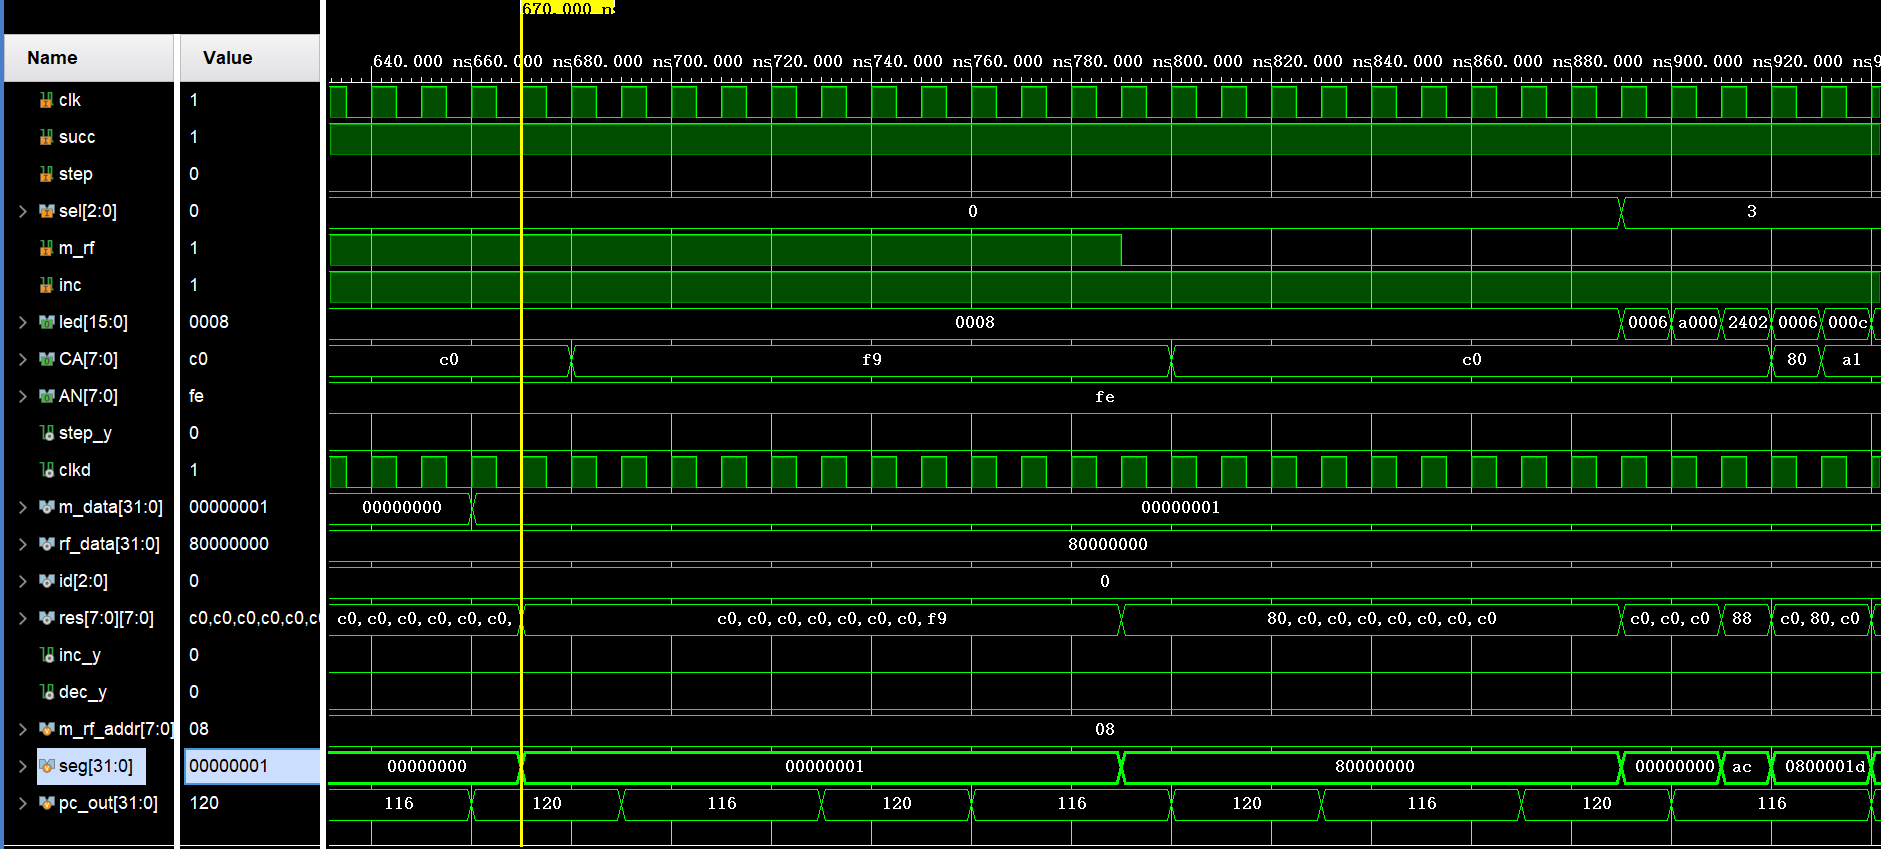 670.000 ns
Name Value
640.000 ns 660.000 ns 680.000 ns 700.000 ns 720.000 ns 740.000 ns 760.000 ns 780.000 ns 800.000 ns 820.000 ns 840.000 ns 860.000 ns 880.000 ns 900.000 ns 920.000 ns 9
clk 1
succ 1
step 0
sel[2:0] 0 0 3
m_rf 1
inc 1
led[15:0] 0008 0008 0006 a000 2402 0006 000c
CA[7:0] c0 c0 f9 c0 80 a1
AN[7:0] fe fe
step_y 0
clkd 1
m_data[31:0] 00000001 00000000 00000001
rf_data[31:0] 80000000 80000000
id[2:0] 0 0
res[7:0][7:0] c0,c0,c0,c0,c0,c0 c0,c0,c0,c0,c0,c0, c0,c0,c0,c0,c0,c0,c0,f9 80,c0,c0,c0,c0,c0,c0,c0 c0,c0,c0 88 c0,80,c0
inc_y 0
dec_y 0
m_rf_addr[7:0] 08 08
seg[31:0] 00000001 00000000 00000001 80000000 00000000 ac 0800001d
pc_out[31:0] 120 116 120 116 120 116 120 116 120 116